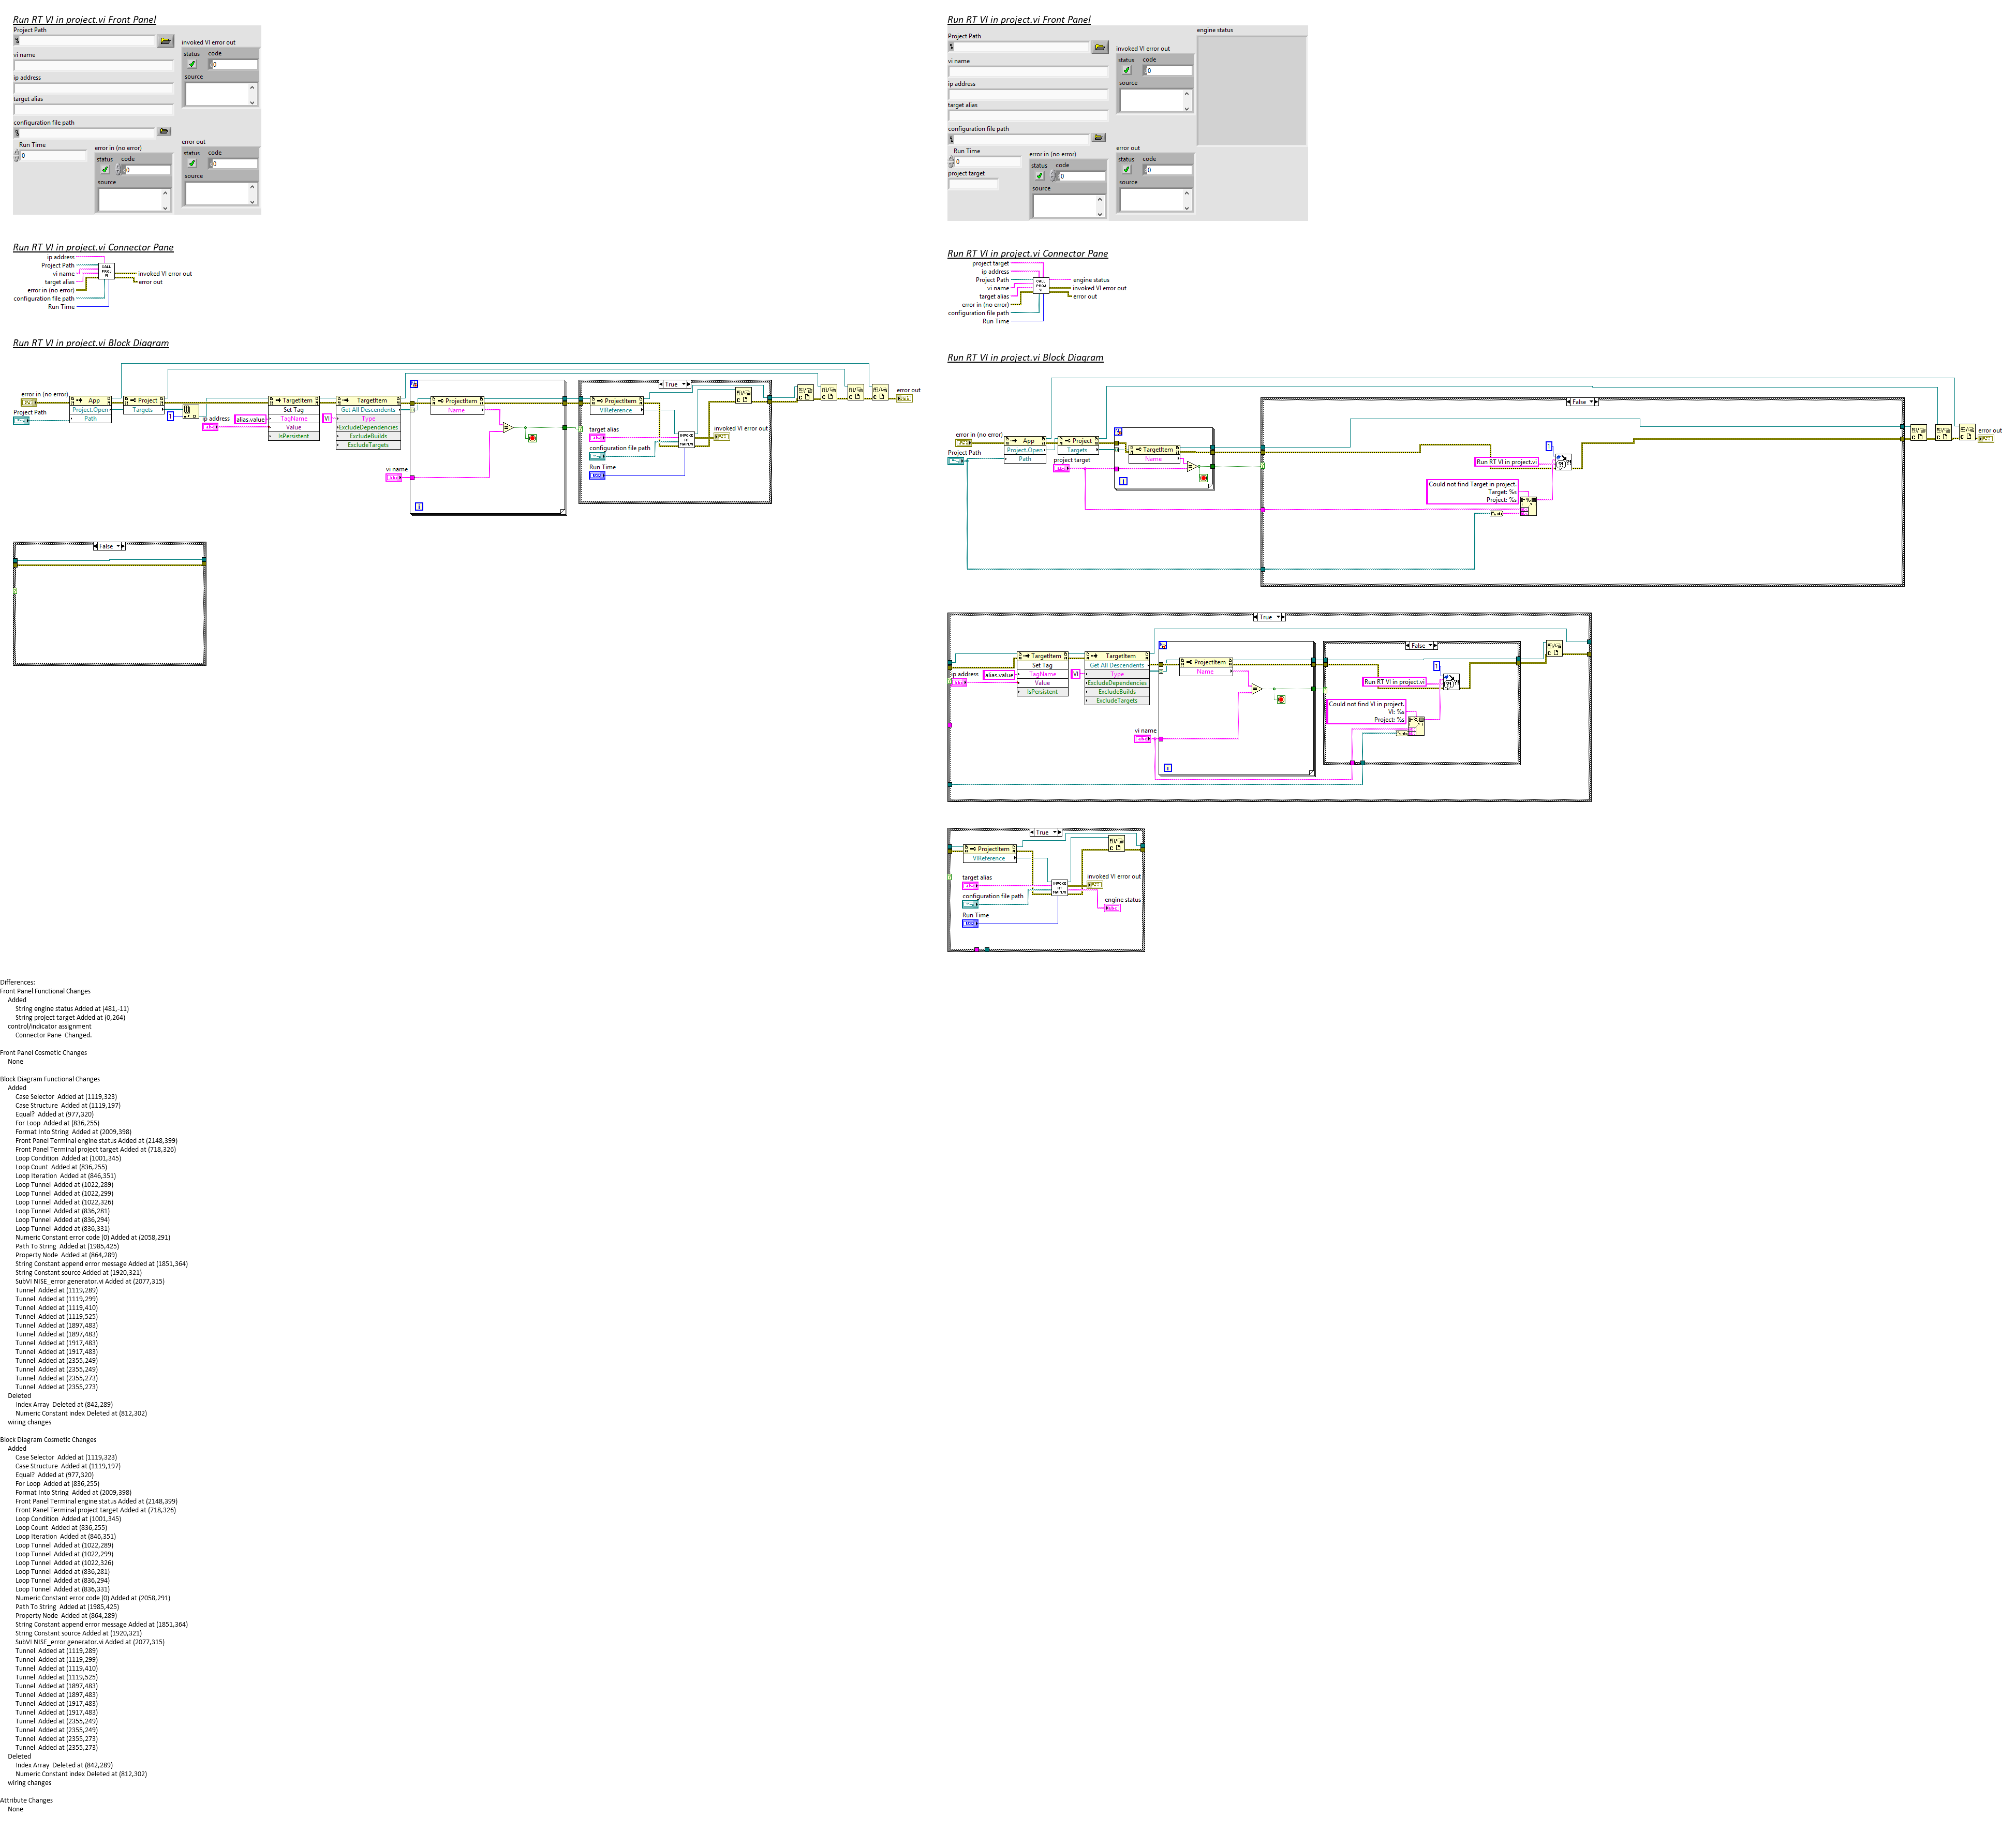 Run RT VI in project.vi Front Panel
Project Path
vi name
ip address
target alias
configuration file path
Run Time
0
invoked VI error out
status code
0
source
error in (no error)
status code
0
source
error out
status code
0
source
Run RT VI in project.vi Connector Pane
ip address
Project Path
vi name
target alias
error in (no error)
configuration file path
Run Time
CALL
PROJ
VI
invoked VI error out
error out
Run RT VI in project.vi Block Diagram
error in (no error)
Project Path
App
Project.Open
Path
Project
Targets
1
ip address
alias.value
TargetItem
Set Tag
TagName
Value
IsPersistent
VI
TargetItem
Get All Descendents
Type
ExcludeDependencies
ExcludeBuilds
ExcludeTargets
vi name
ProjectItem
Name
i
True
ProjectItem
VIReference
target alias
configuration file path
Run Time
invoked VI error out
error out
False
Run RT VI in project.vi Front Panel
Project Path
vi name
ip address
target alias
configuration file path
Run Time
0
project target
invoked VI error out
status code
0
source
error in (no error)
status code
0
source
error out
status code
0
source
engine status
Run RT VI in project.vi Connector Pane
project target
ip address
Project Path
vi name
target alias
error in (no error)
configuration file path
Run Time
CALL
PROJ
VI
engine status
invoked VI error out
error out
Run RT VI in project.vi Block Diagram
error in (no error)
Project Path
App
Project.Open
Path
Project
Targets
project target
TargetItem
Name
i
False
Run RT VI in project.vi
Could not find Target in project.
Target: %s
Project: %s
error out
True
ip address
alias.value
TargetItem
Set Tag
TagName
Value
IsPersistent
VI
TargetItem
Get All Descendents
Type
ExcludeDependencies
ExcludeBuilds
ExcludeTargets
vi name
ProjectItem
Name
i
False
Run RT VI in project.vi
Could not find VI in project.
VI: %s
Project: %s
True
ProjectItem
VIReference
target alias
configuration file path
Run Time
invoked VI error out
engine status
Differences:
Front Panel Functional Changes
Added
String engine status Added at (481,-11)
String project target Added at (0,264)
control/indicator assignment
Connector Pane Changed.
Front Panel Cosmetic Changes
None
Block Diagram Functional Changes
Added
Case Selector Added at (1119,323)
Case Structure Added at (1119,197)
Equal? Added at (977,320)
For Loop Added at (836,255)
Format Into String Added at (2009,398)
Front Panel Terminal engine status Added at (2148,399)
Front Panel Terminal project target Added at (718,326)
Loop Condition Added at (1001,345)
Loop Count Added at (836,255)
Loop Iteration Added at (846,351)
Loop Tunnel Added at (1022,289)
Loop Tunnel Added at (1022,299)
Loop Tunnel Added at (1022,326)
Loop Tunnel Added at (836,281)
Loop Tunnel Added at (836,294)
Loop Tunnel Added at (836,331)
Numeric Constant error code (0) Added at (2058,291)
Path To String Added at (1985,425)
Property Node Added at (864,289)
String Constant append error message Added at (1851,364)
String Constant source Added at (1920,321)
SubVI NISE_error generator.vi Added at (2077,315)
Tunnel Added at (1119,289)
Tunnel Added at (1119,299)
Tunnel Added at (1119,410)
Tunnel Added at (1119,525)
Tunnel Added at (1897,483)
Tunnel Added at (1897,483)
Tunnel Added at (1917,483)
Tunnel Added at (1917,483)
Tunnel Added at (2355,249)
Tunnel Added at (2355,249)
Tunnel Added at (2355,273)
Tunnel Added at (2355,273)
Deleted
Index Array Deleted at (842,289)
Numeric Constant index Deleted at (812,302)
wiring changes
Block Diagram Cosmetic Changes
Added
Case Selector Added at (1119,323)
Case Structure Added at (1119,197)
Equal? Added at (977,320)
For Loop Added at (836,255)
Format Into String Added at (2009,398)
Front Panel Terminal engine status Added at (2148,399)
Front Panel Terminal project target Added at (718,326)
Loop Condition Added at (1001,345)
Loop Count Added at (836,255)
Loop Iteration Added at (846,351)
Loop Tunnel Added at (1022,289)
Loop Tunnel Added at (1022,299)
Loop Tunnel Added at (1022,326)
Loop Tunnel Added at (836,281)
Loop Tunnel Added at (836,294)
Loop Tunnel Added at (836,331)
Numeric Constant error code (0) Added at (2058,291)
Path To String Added at (1985,425)
Property Node Added at (864,289)
String Constant append error message Added at (1851,364)
String Constant source Added at (1920,321)
SubVI NISE_error generator.vi Added at (2077,315)
Tunnel Added at (1119,289)
Tunnel Added at (1119,299)
Tunnel Added at (1119,410)
Tunnel Added at (1119,525)
Tunnel Added at (1897,483)
Tunnel Added at (1897,483)
Tunnel Added at (1917,483)
Tunnel Added at (1917,483)
Tunnel Added at (2355,249)
Tunnel Added at (2355,249)
Tunnel Added at (2355,273)
Tunnel Added at (2355,273)
Deleted
Index Array Deleted at (842,289)
Numeric Constant index Deleted at (812,302)
wiring changes
Attribute Changes
None